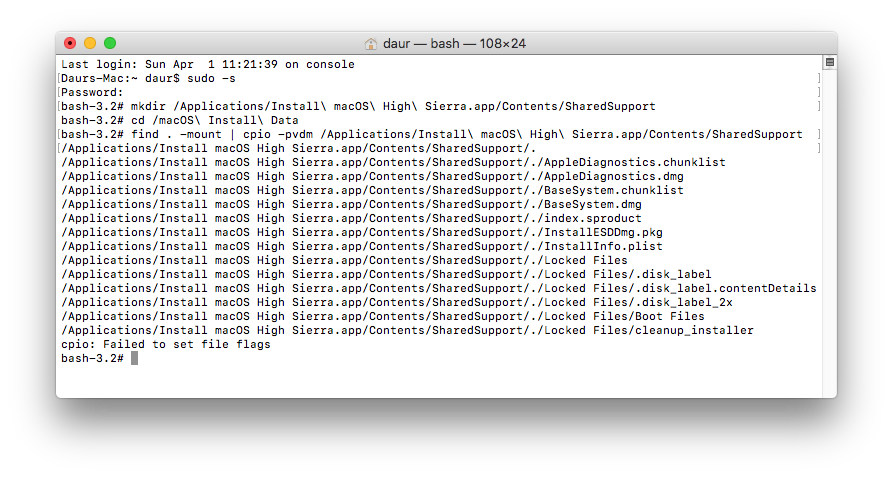 daur — bash — 108×24
Last login: Sun Apr  1 11:21:39 on console
[Daurs-Mac:~ daur$ sudo -s ]
[Password: ]
[bash-3.2# mkdir /Applications/Install\ macOS\ High\ Sierra.app/Contents/SharedSupport ]
bash-3.2# cd /macOS\ Install\ Data
[bash-3.2# find . -mount | cpio -pvdm /Applications/Install\ macOS\ High\ Sierra.app/Contents/SharedSupport ]
[/Applications/Install macOS High Sierra.app/Contents/SharedSupport/. ]
/Applications/Install macOS High Sierra.app/Contents/SharedSupport/./AppleDiagnostics.chunklist
/Applications/Install macOS High Sierra.app/Contents/SharedSupport/./AppleDiagnostics.dmg
/Applications/Install macOS High Sierra.app/Contents/SharedSupport/./BaseSystem.chunklist
/Applications/Install macOS High Sierra.app/Contents/SharedSupport/./BaseSystem.dmg
/Applications/Install macOS High Sierra.app/Contents/SharedSupport/./index.sproduct
/Applications/Install macOS High Sierra.app/Contents/SharedSupport/./InstallESDDmg.pkg
/Applications/Install macOS High Sierra.app/Contents/SharedSupport/./InstallInfo.plist
/Applications/Install macOS High Sierra.app/Contents/SharedSupport/./Locked Files
/Applications/Install macOS High Sierra.app/Contents/SharedSupport/./Locked Files/.disk_label
/Applications/Install macOS High Sierra.app/Contents/SharedSupport/./Locked Files/.disk_label.contentDetails
/Applications/Install macOS High Sierra.app/Contents/SharedSupport/./Locked Files/.disk_label_2x
/Applications/Install macOS High Sierra.app/Contents/SharedSupport/./Locked Files/Boot Files
/Applications/Install macOS High Sierra.app/Contents/SharedSupport/./Locked Files/cleanup_installer
cpio: Failed to set file flags
bash-3.2#